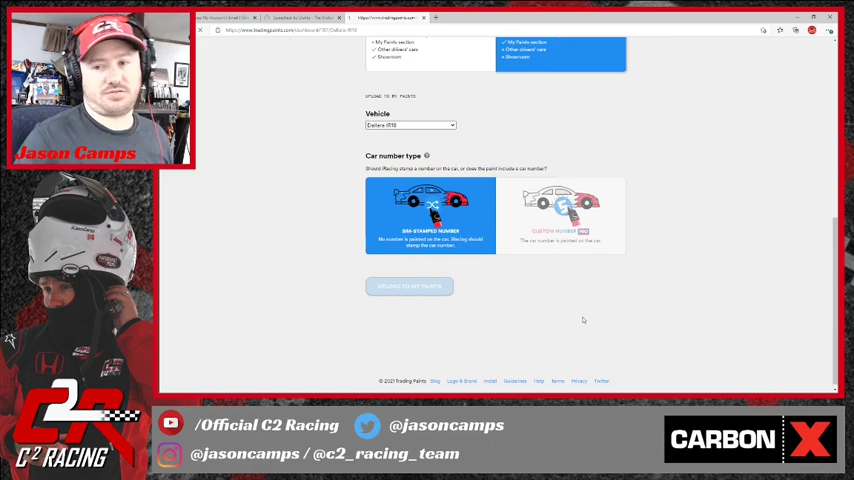 https://www.tradingpaints.com
https://www.tradingpaints.com/dashboard/187/Dallara-IR18
+ My Paints section
✓ Other drivers' cars
✓ Showroom
✓ My Paints section
✓ Other drivers' cars
✓ Showroom
UPLOAD TO MY PAINTS
Vehicle
Dallara IR18
Car number type
Should iRacing stamp a number on the car, or does the paint include a car number?
SIM-STAMPED NUMBER
No number is painted on the car, iRacing should
stamp the car number.
CUSTOM NUMBER PRO
The car number is painted on the car.
UPLOAD TO MY PAINTS
© 2021 Trading Paints Blog Logo & Brand Install Guidelines Help Terms Privacy Twitter
Jason Camps
C2R
C² RACING
/Official C2 Racing
@jasoncamps
@jasoncamps / @c2_racing_team
CARBON X